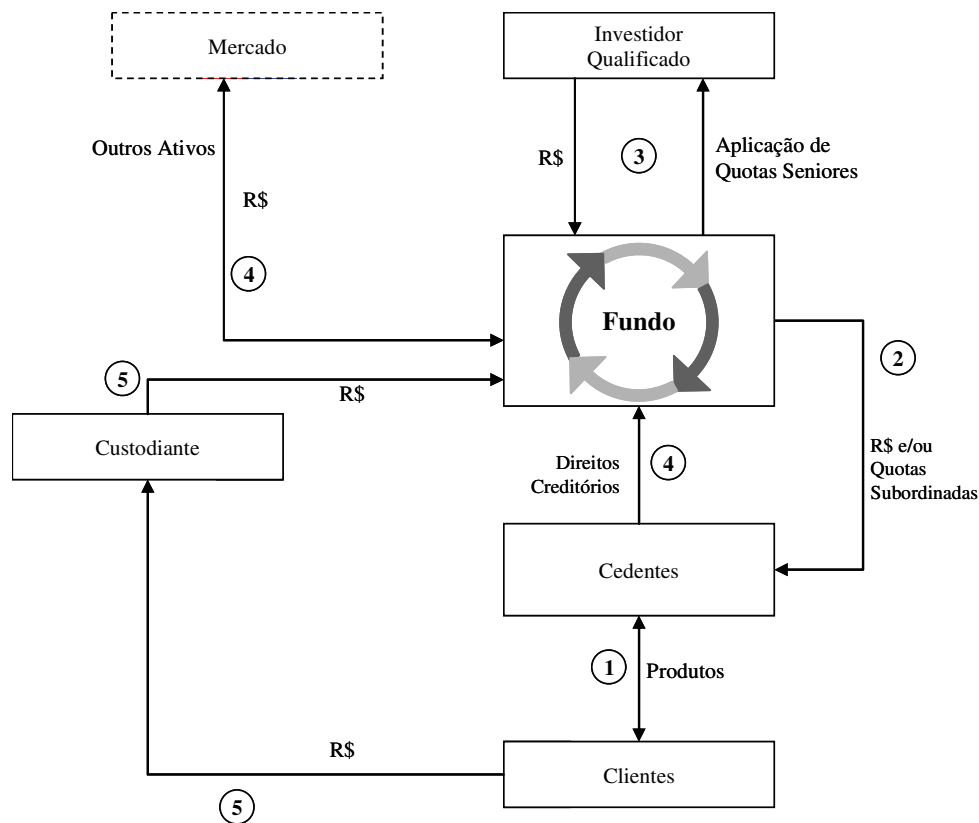 Mercado
Investidor
Qualificado
Outros Ativos
R$
3
Aplicação de
Quotas Seniores
R$
4
Fundo
2
5
R$
Custodiante
Direitos
Creditórios
4
R$ e/ou
Quotas
Subordinadas
Cedentes
1
Produtos
R$
Clientes
5